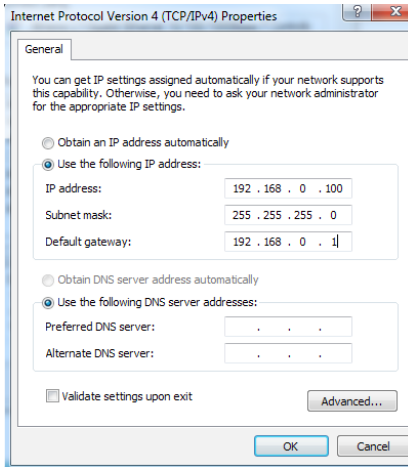 Internet Protocol Version 4 (TCP/IPv4) Properties
?
X
General
You can get IP settings assigned automatically if your network supports
this capability. Otherwise, you need to ask your network administrator
for the appropriate IP settings.
Obtain an IP address automatically
Use the following IP address:
IP address: 192 . 168 . 0 . 100
Subnet mask: 255 . 255 . 255 . 0
Default gateway: 192 . 168 . 0 . 1
Obtain DNS server address automatically
Use the following DNS server addresses:
Preferred DNS server: . . .
Alternate DNS server: . . .
Validate settings upon exit
Advanced...
OK Cancel